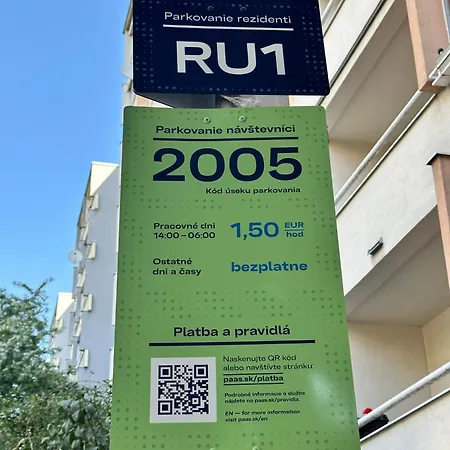 Parkovanie rezidenti
RU1
Parkovanie návštevníci
2005
Kód úseku parkovania
Pracovné dni
14:00–06:00
1,50 EUR hod
Ostatné
dni a časy
bezplatne
Platba a pravidlá
Naskenujte QR kód
alebo navštívte stránku:
paas.sk/platba
Podrobné informácie o službe
nájdete na paas.sk/pravidla.
EN — for more information
visit paas.sk/en.